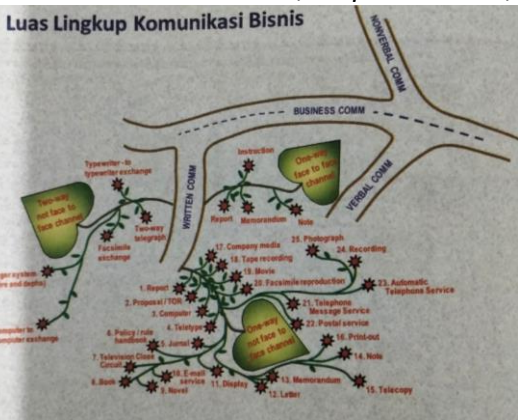 Luas Lingkup Komunikasi Bisnis
NONVERBAL COMM
BUSINESS COMM
VERBAL COMM
WRITTEN COMM
Typewriter - to
typewriter exchange
Two-way
not face to
face channel
Facsimile
exchange
Two-way
telegraph
Instruction
One-way
face to face
channel
Report
Memorandum
Note
17. Company media
18. Tape recording
19. Movie
20. Facsimile reproduction
25. Photograph
24. Recording
23. Automatic
Telephone Service
21. Telephone
Message Service
22. Postal service
1. Report
2. Proposal / TOR
3. Computer
4. Teletype
5. Jurnal
6. Policy / rule
handbook
7. Television Close
Circuit
8. Book
9. Novel
10. E-mail
service
11. Display
12. Letter
13. Memorandum
14. Note
15. Telecopy
16. Print-out
One-way
not face to
face channel
system
computer to
computer exchange